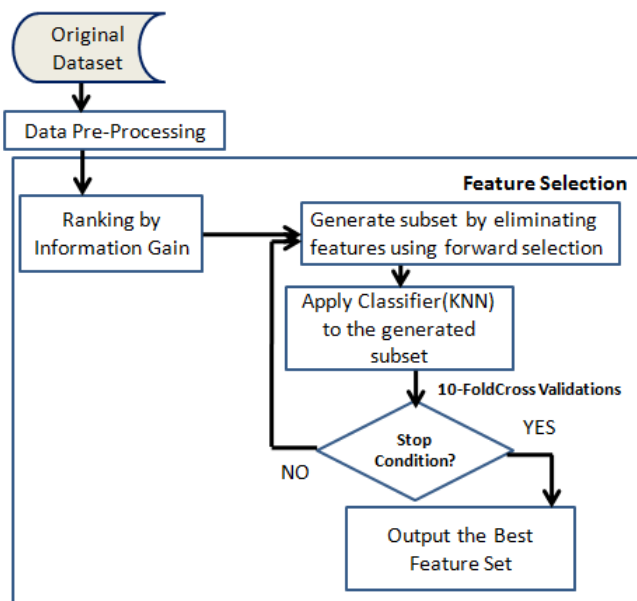 Original
Dataset
Data Pre-Processing
Feature Selection
Ranking by
Information Gain
Generate subset by eliminating
features using forward selection
Apply Classifier(KNN)
to the generated
subset
10-FoldCross Validations
Stop
Condition?
YES
NO
Output the Best
Feature Set